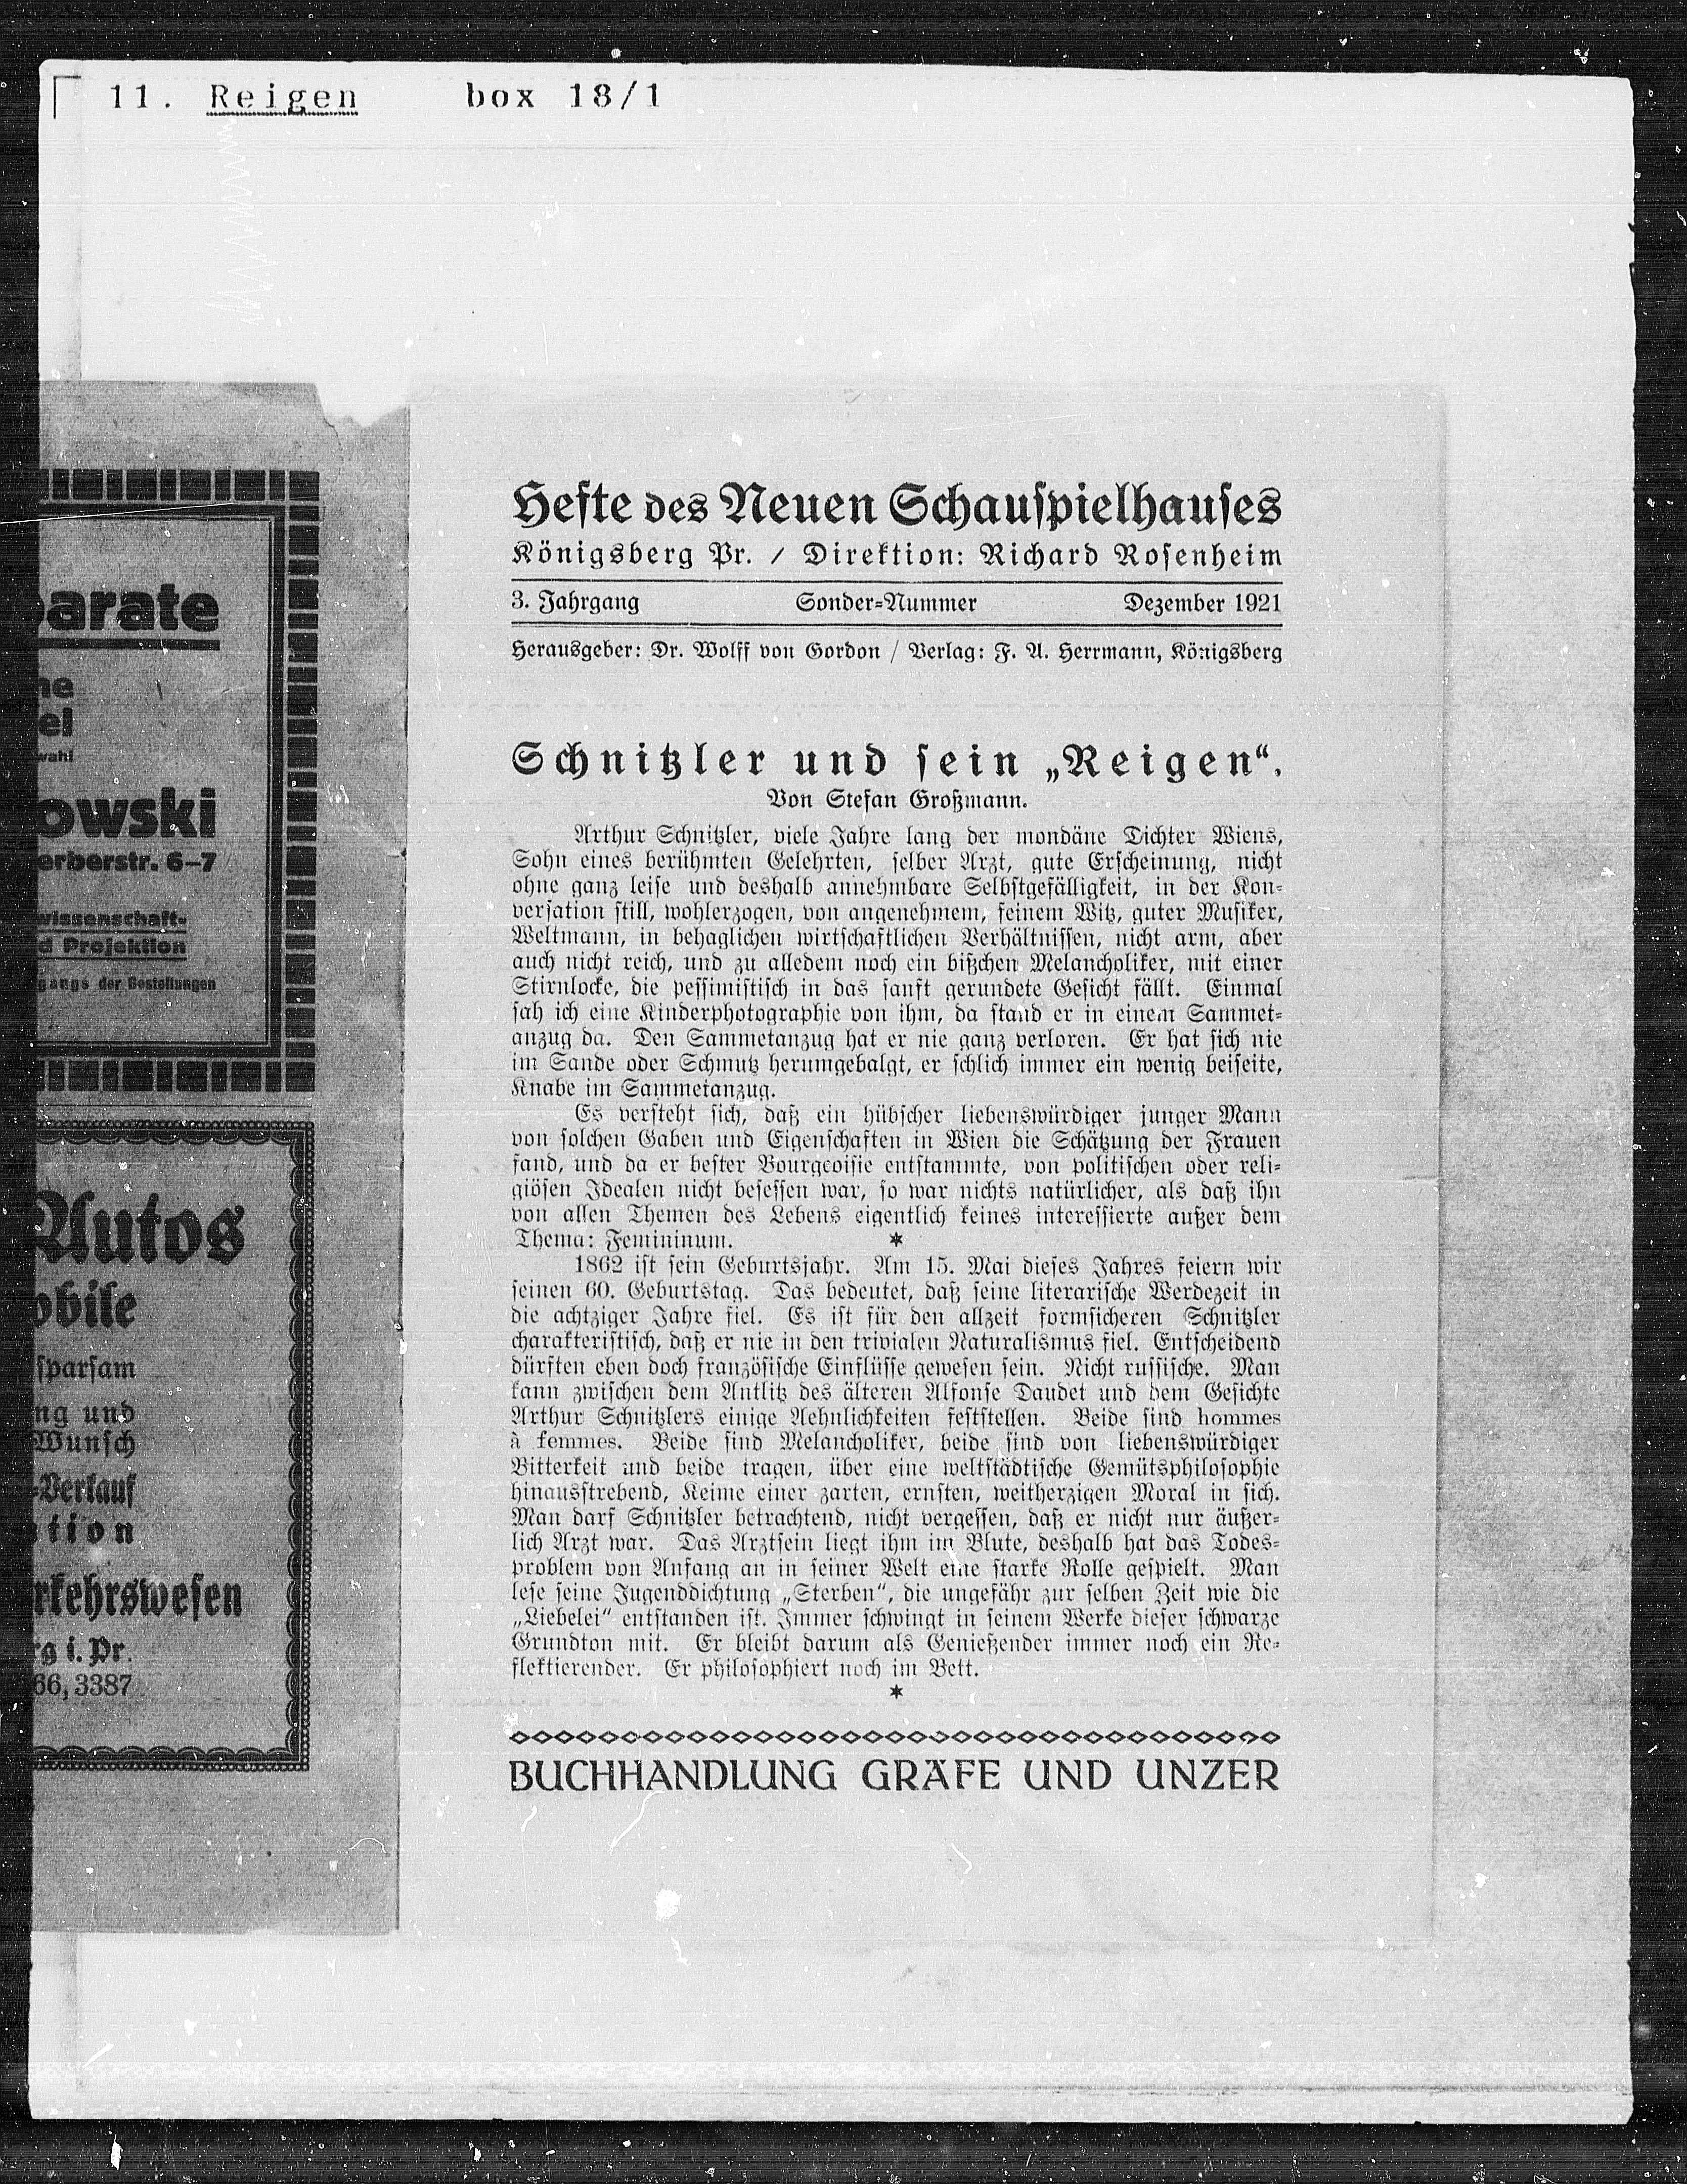 11. Reigen box 18/1
arate
ne
el
wahl
owski
erberstr. 6–7
wissenschaft-
d Projektion
gangs der Bestellungen
Autos
obile
sparsam
ng und
Wunsch
-Verkauf
tion
rkehrswesen
rg i. Pr.
66, 3387
Hefte des Neuen Schauspielhauses
Königsberg Pr. / Direktion: Richard Rosenheim
3. Jahrgang Sonder-Nummer Dezember 1921
Herausgeber: Dr. Wolff von Gordon / Verlag: F. A. Herrmann, Königsberg
Schnitzler und sein „Reigen“.
Von Stefan Großmann.
Arthur Schnitzler, viele Jahre lang der mondäne Dichter Wiens,
Sohn eines berühmten Gelehrten, selber Arzt, gute Erscheinung, nicht
ohne ganz leise und deshalb annehmbare Selbstgefälligkeit, in der Kon-
versation still, wohlerzogen, von angenehmem, feinem Witz, guter Musiker,
Weltmann, in behaglichen wirtschaftlichen Verhältnissen, nicht arm, aber
auch nicht reich, und zu alledem noch ein bißchen Melancholiker, mit einer
Stirnlocke, die pessimistisch in das sanft gerundete Gesicht fällt. Einmal
sah ich eine Kinderphotographie von ihm, da stand er in einem Sammet-
anzug da. Den Sammetanzug hat er nie ganz verloren. Er hat sich nie
im Sande oder Schmutz herumgebalgt, er schlich immer ein wenig beiseite,
Knabe im Sammetanzug.
Es versteht sich, daß ein hübscher liebenswürdiger junger Mann
von solchen Gaben und Eigenschaften in Wien die Schätzung der Frauen
fand, und da er bester Bourgeoisie entstammte, von politischen oder reli-
giösen Idealen nicht besessen war, so war nichts natürlicher, als daß ihn
von allen Themen des Lebens eigentlich keines interessierte außer dem
Thema: Femininum. *
1862 ist sein Geburtsjahr. Am 15. Mai dieses Jahres feiern wir
seinen 60. Geburtstag. Das bedeutet, daß seine literarische Werdezeit in
die achtziger Jahre fiel. Es ist für den allzeit formsicheren Schnitzler
charakteristisch, daß er nie in den trivialen Naturalismus fiel. Entscheidend
dürften eben doch französische Einflüsse gewesen sein. Nicht russische. Man
kann zwischen dem Antlitz des älteren Alfonse Daudet und dem Gesichte
Arthur Schnitzlers einige Aehnlichkeiten feststellen. Beide sind hommes
à femmes. Beide sind Melancholiker, beide sind von liebenswürdiger
Bitterkeit und beide tragen, über eine weltstädtische Gemütsphilosophie
hinausstrebend, Keime einer zarten, ernsten, weitherzigen Moral in sich.
Man darf Schnitzler betrachtend, nicht vergessen, daß er nicht nur äußer-
lich Arzt war. Das Arztsein liegt ihm im Blute, deshalb hat das Todes-
problem von Anfang an in seiner Welt eine starke Rolle gespielt. Man
lese seine Jugenddichtung „Sterben“, die ungefähr zur selben Zeit wie die
„Liebelei“ entstanden ist. Immer schwingt in seinem Werke dieser schwarze
Grundton mit. Er bleibt darum als Genießender immer noch ein Re-
flektierender. Er philosophiert noch im Bett.
*
BUCHHANDLUNG GRÄFE UND UNZER